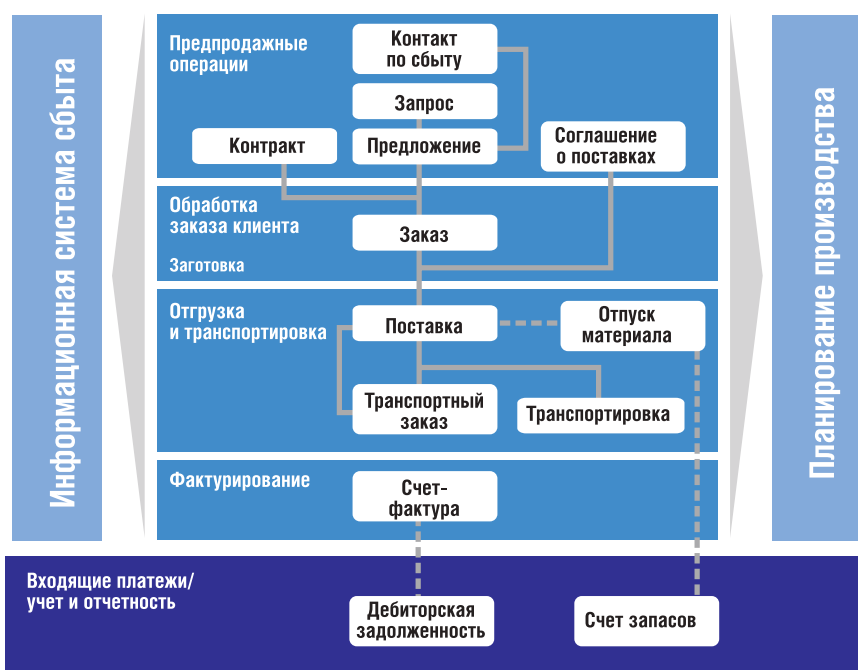 Информационная система сбыта
Предпродажные
операции
Контакт
по сбыту
Запрос
Контракт
Предложение
Соглашение
о поставках
Обработка
заказа клиента
Заготовка
Заказ
Отгрузка
и транспортировка
Поставка
Отпуск
материала
Транспортный
заказ
Транспортировка
Фактурирование
Счет-
фактура
Планирование производства
Входящие платежи/
учет и отчетность
Дебиторская
задолженность
Счет запасов